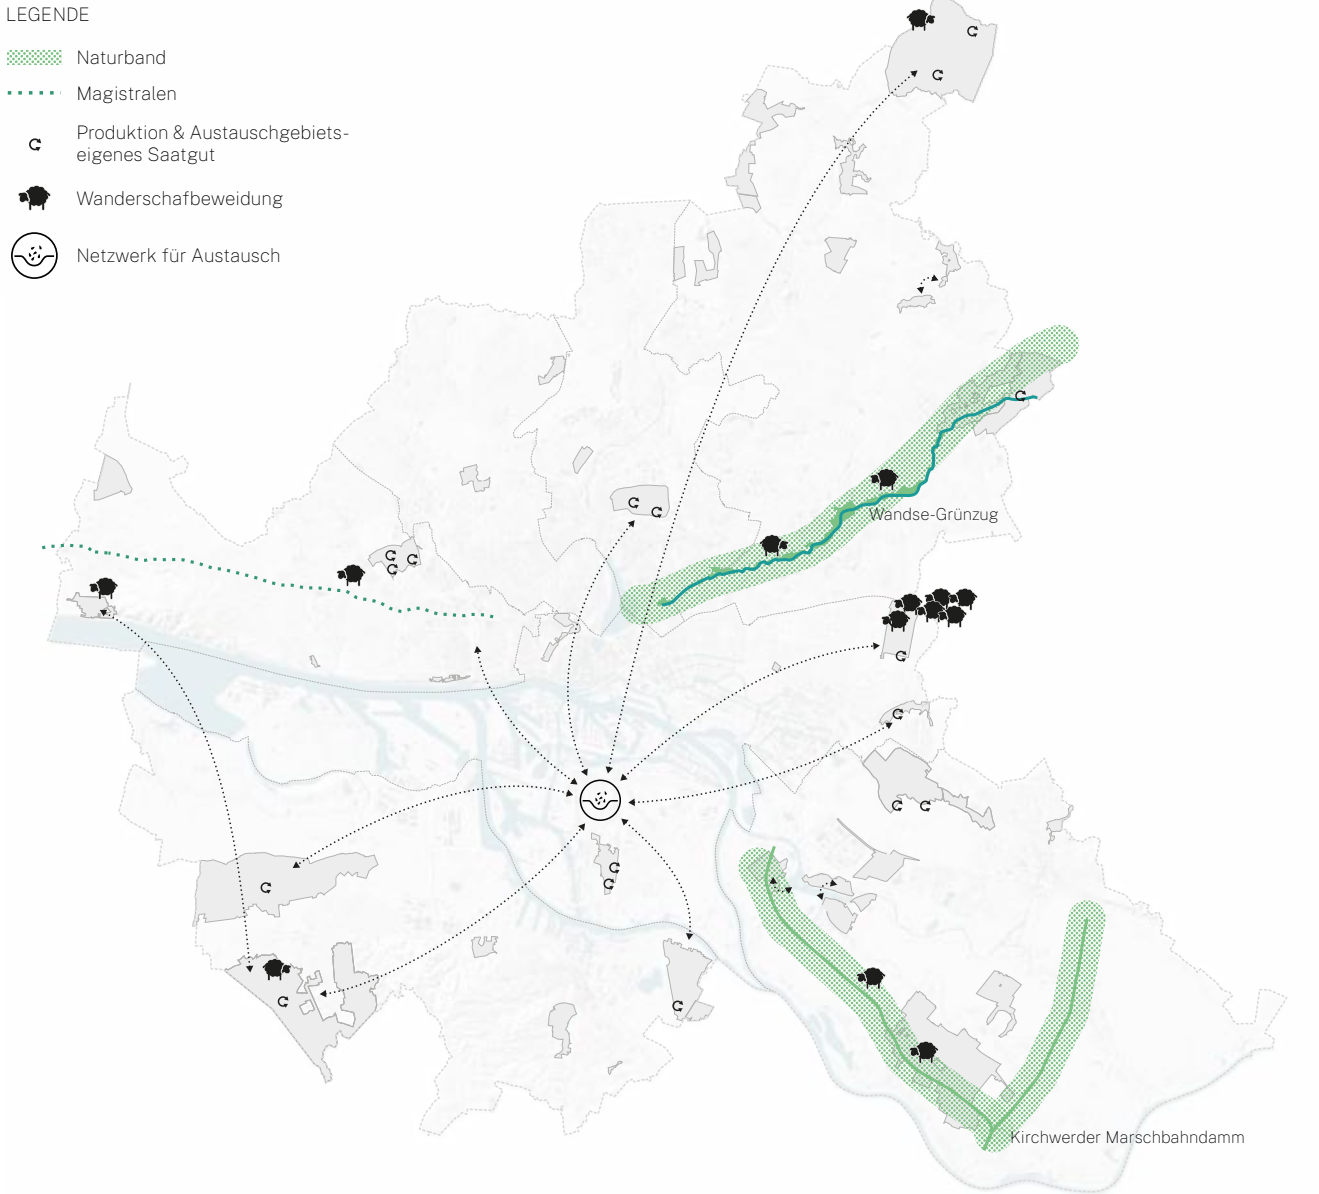 LEGENDE
Naturband
Magistralen
Produktion & Austauschgebiets-
eigenes Saatgut
Wanderschafbeweidung
Netzwerk für Austausch
Wandse-Grünzug
Kirchwerder Marschbahndamm